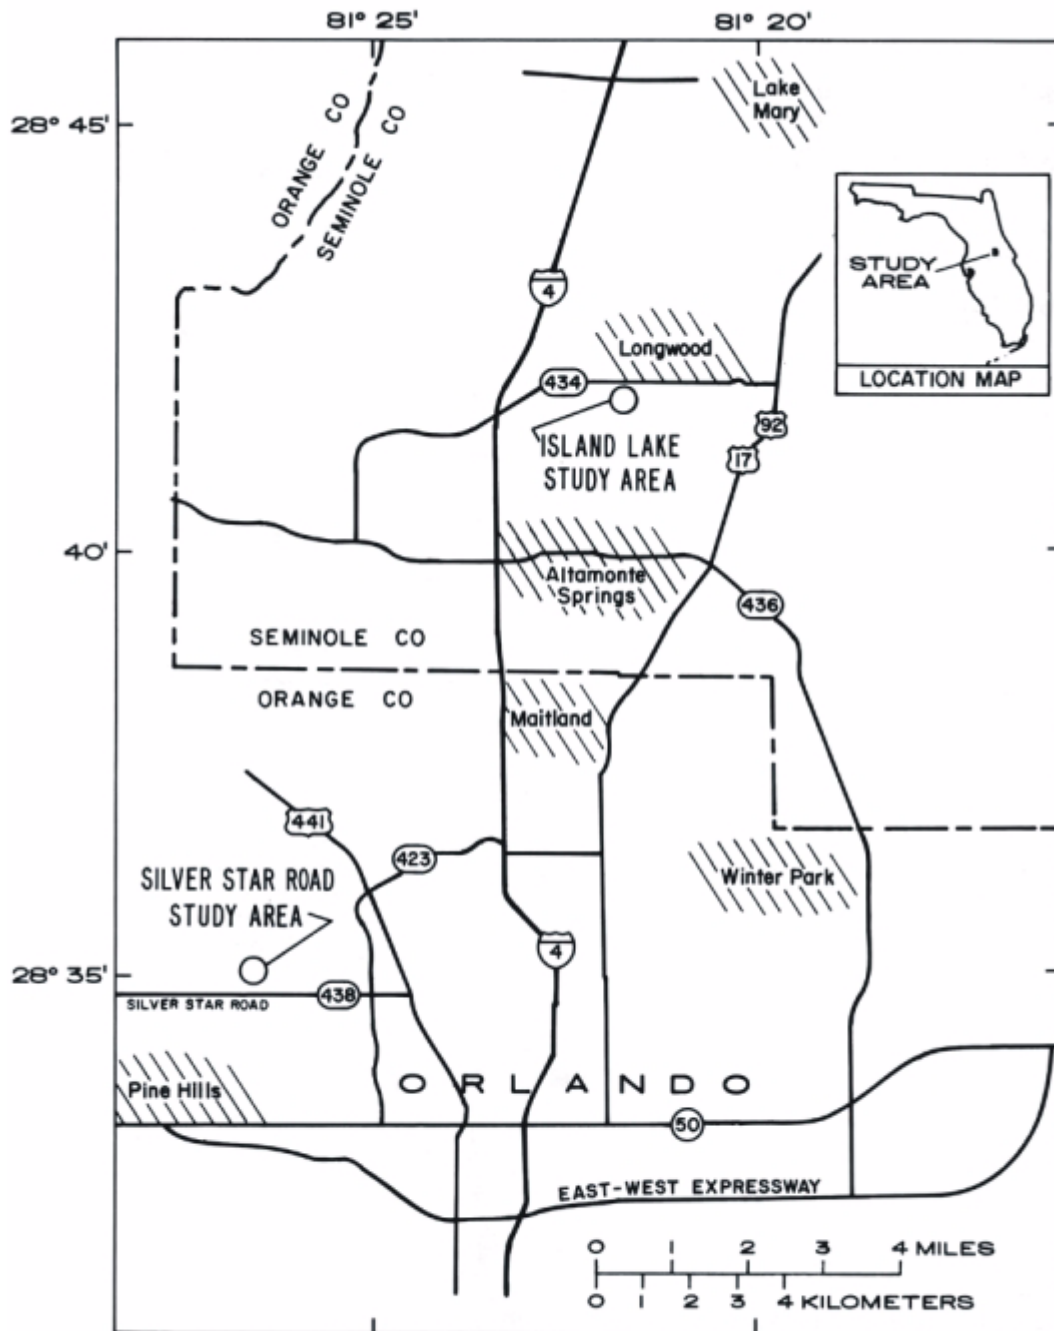 81° 25'
81° 20'
28° 45'
ORANGE CO
SEMINOLE CO
Lake
Mary
STUDY
AREA
LOCATION MAP
4
Longwood
434
92
17
ISLAND LAKE
STUDY AREA
40'
Altamonte
Springs
436
SEMINOLE CO
ORANGE CO
Maitland
441
423
Winter Park
SILVER STAR ROAD
STUDY AREA
4
28° 35'
438
SILVER STAR ROAD
Pine Hills
ORLANDO
50
EAST-WEST EXPRESSWAY
0 1 2 3 4 MILES
0 1 2 3 4 KILOMETERS